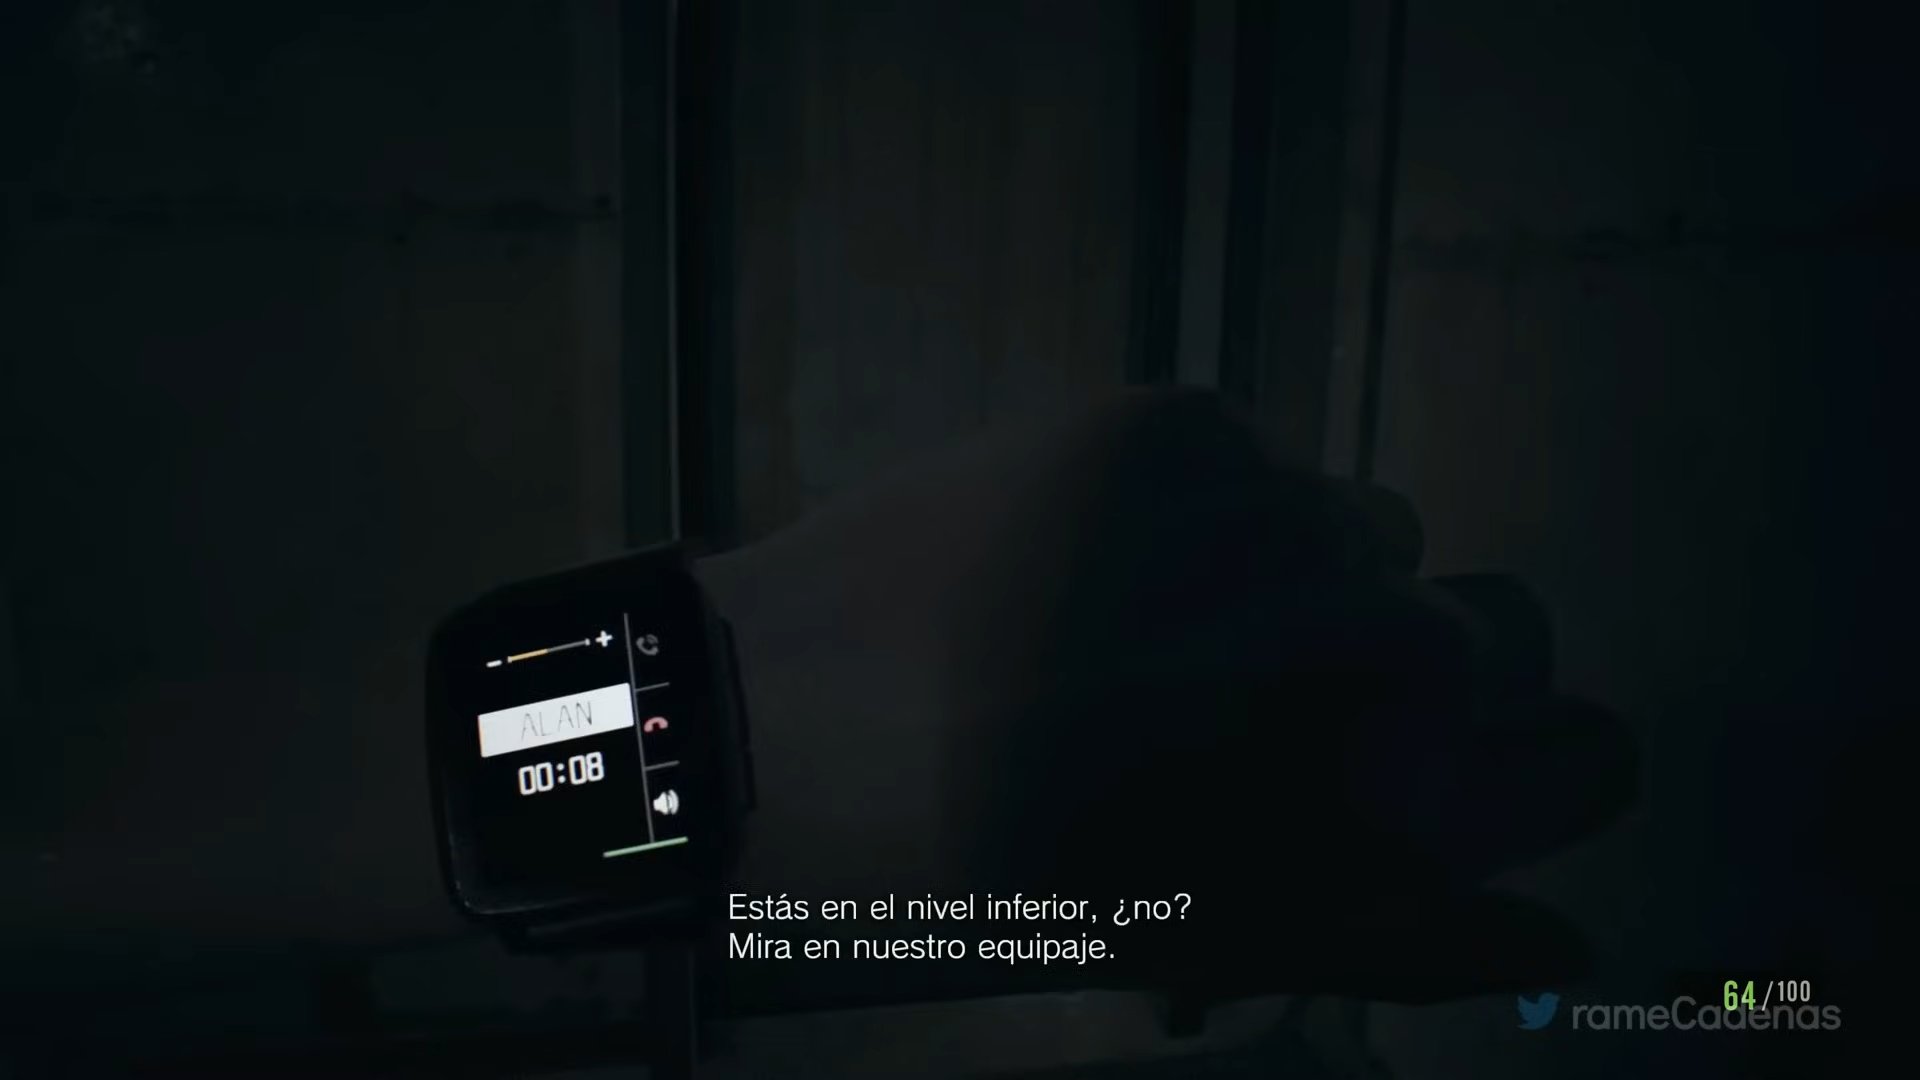 ALAN
00:08
Estás en el nivel inferior, ¿no?
Mira en nuestro equipaje.
64/100
rameCadenas